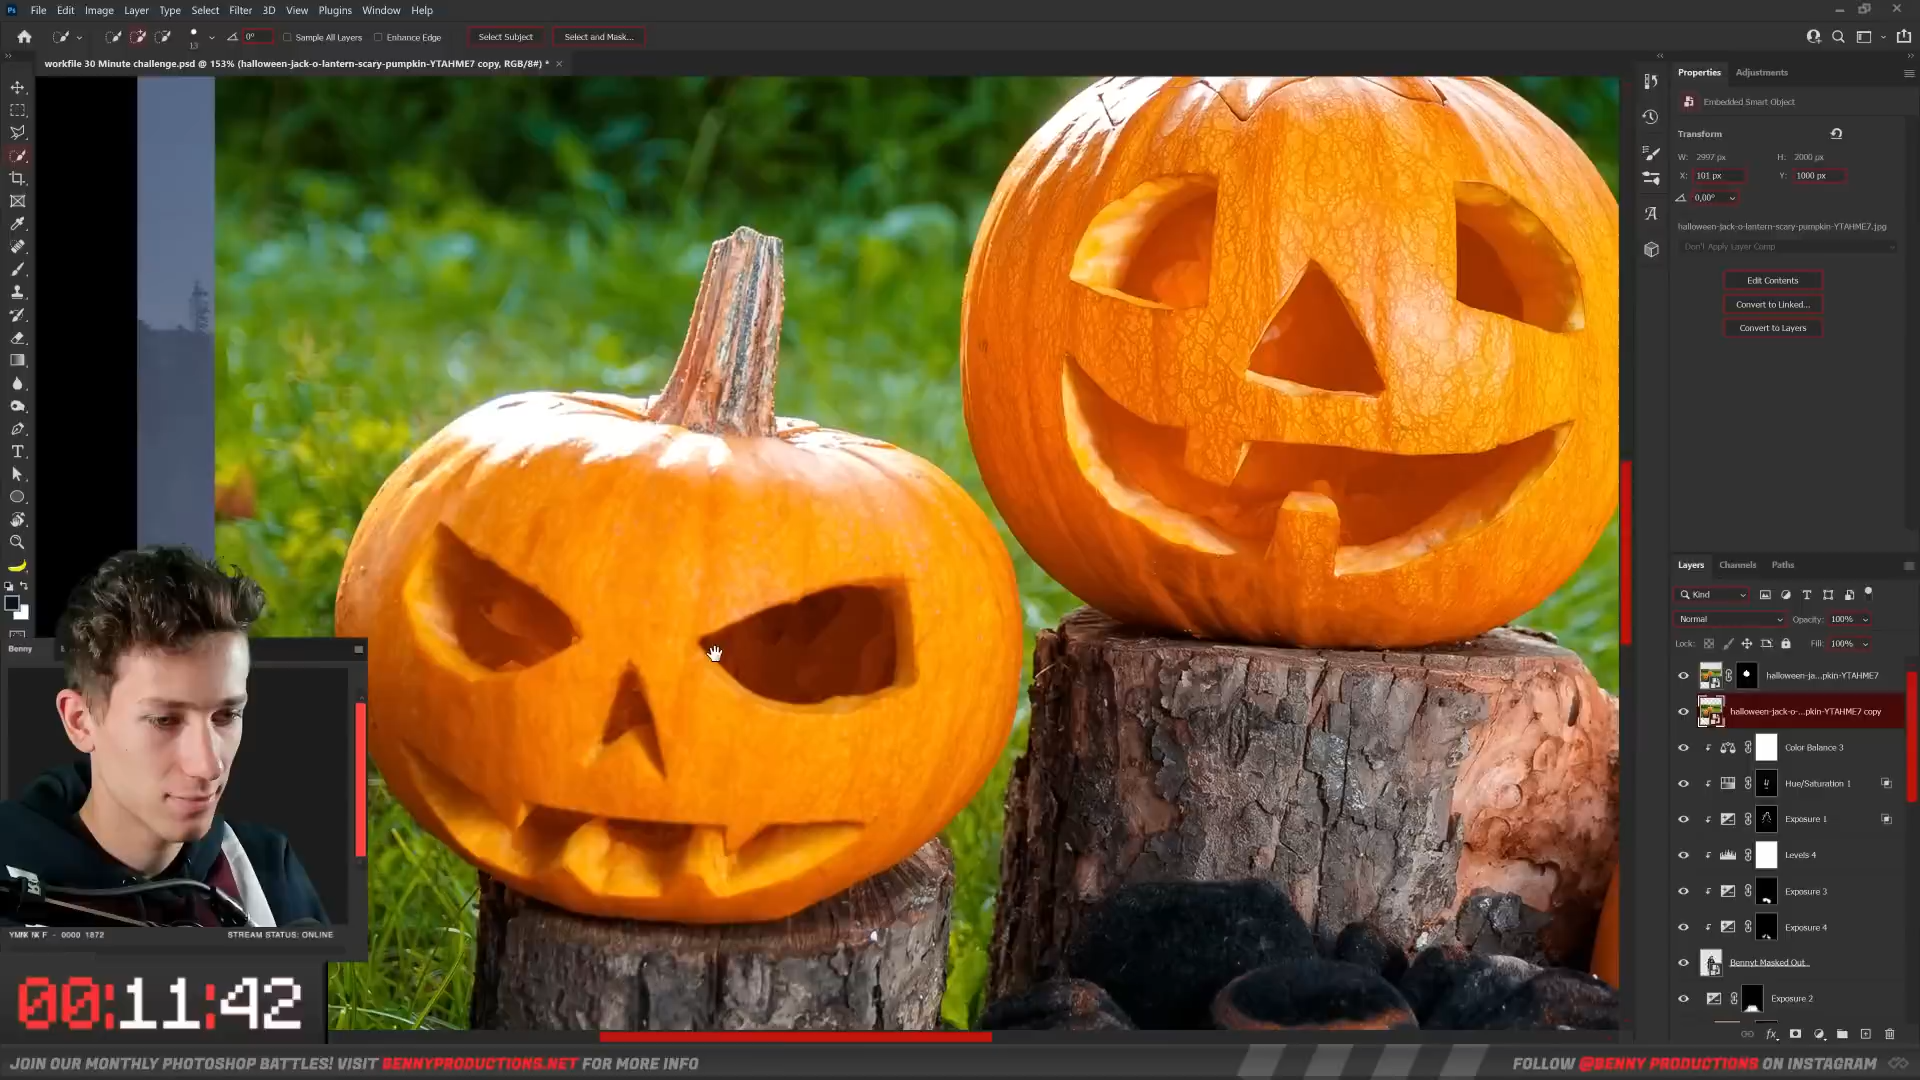 Ps File Edit Image Layer Type Select Filter 3D View Plugins Window Help
13 0° Sample All Layers Enhance Edge Select Subject Select and Mask...
workfile 30 Minute challenge.psd @ 153% (halloween-jack-o-lantern-scary-pumpkin-YTAHME7 copy, RGB/8#) * ×
Properties Adjustments
Embedded Smart Object
Transform
W: 2997 px H: 2000 px
X: 101 px Y: 1000 px
0,00°
halloween-jack-o-lantern-scary-pumpkin-YTAHME7.jpg
Don't Apply Layer Comp
Edit Contents
Convert to Linked...
Convert to Layers
Layers Channels Paths
Kind
Normal Opacity: 100%
Lock: Fill: 100%
halloween-ja...pkin-YTAHME7
halloween-jack-o-...pkin-YTAHME7 copy
Color Balance 3
Hue/Saturation 1
Exposure 1
Levels 4
Exposure 3
Exposure 4
Bennyt Masked Out
Exposure 2
Benny
STREAM STATUS: ONLINE
00:11:42
JOIN OUR MONTHLY PHOTOSHOP BATTLES! VISIT BENNYPRODUCTIONS.NET FOR MORE INFO
FOLLOW @BENNY PRODUCTIONS ON INSTAGRAM